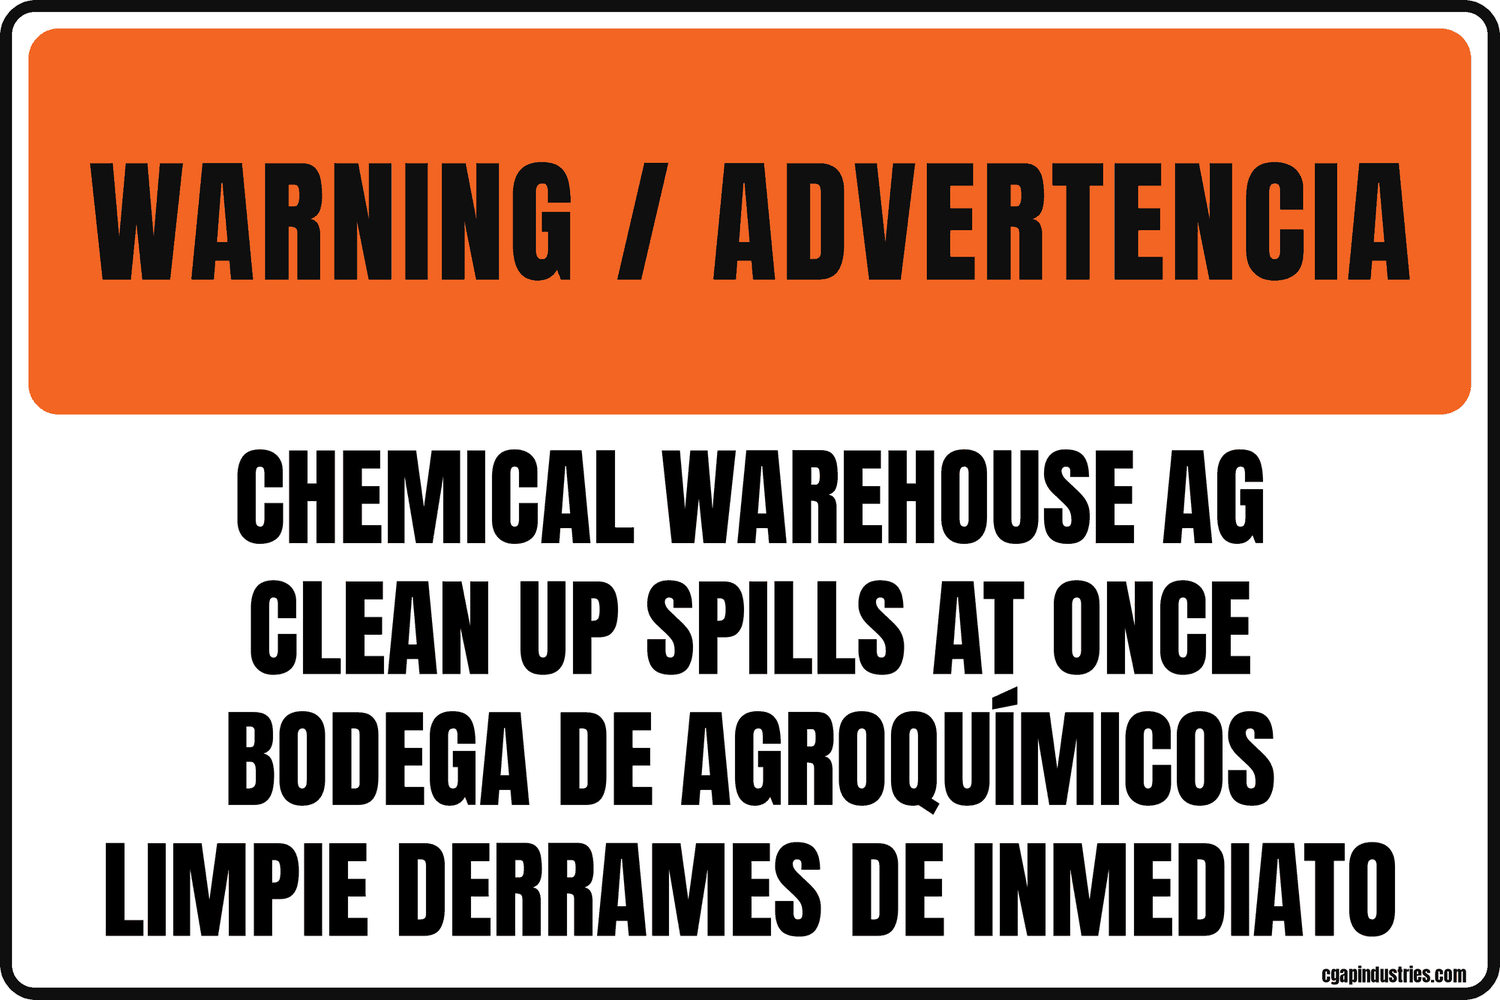 WARNING / ADVERTENCIA
CHEMICAL WAREHOUSE AG
CLEAN UP SPILLS AT ONCE
BODEGA DE AGROQUÍMICOS
LIMPIE DERRAMES DE INMEDIATO
cgapindustries.com